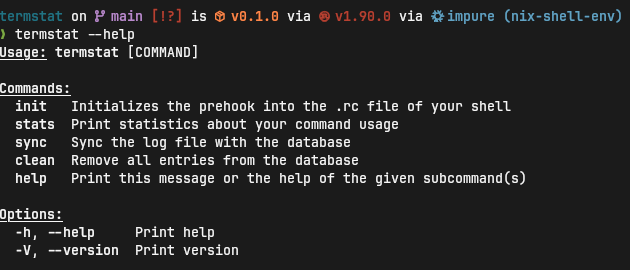 termstat on main [!?] is v0.1.0 via v1.90.0 via impure (nix-shell-env)
❯ termstat --help
Usage: termstat [COMMAND]
Commands:
init Initializes the prehook into the .rc file of your shell
stats Print statistics about your command usage
sync Sync the log file with the database
clean Remove all entries from the database
help Print this message or the help of the given subcommand(s)
Options:
-h, --help Print help
-V, --version Print version